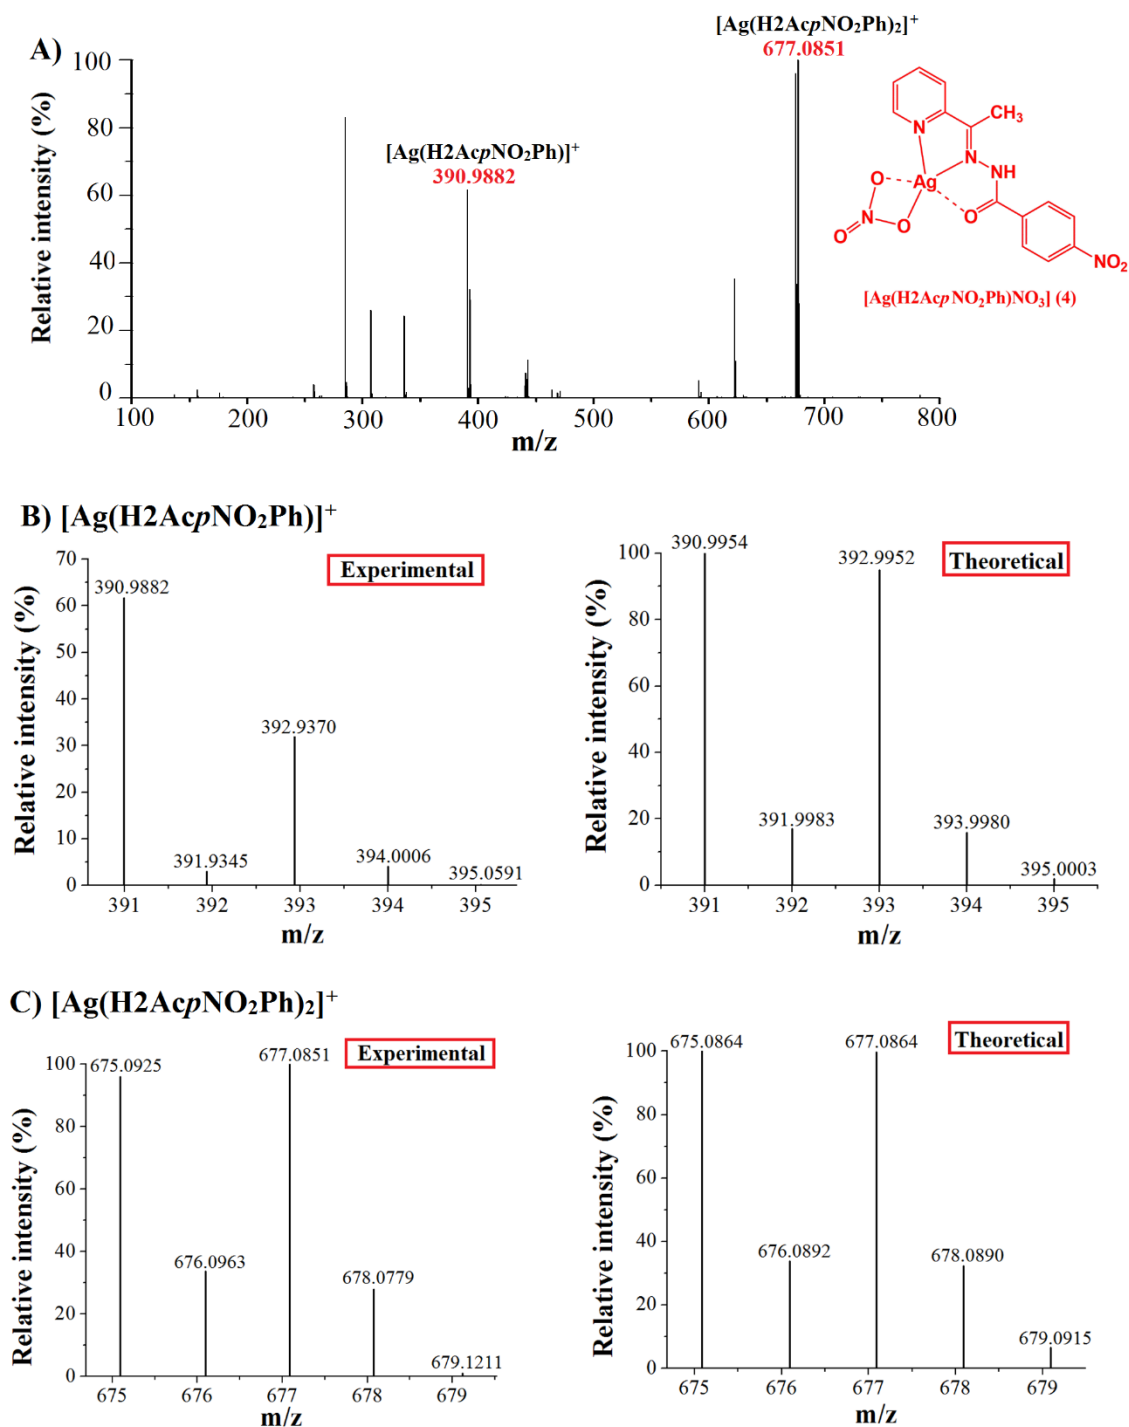 A)
[Ag(H2AcpNO₂Ph)₂]⁺
677.0851
[Ag(H2AcpNO₂Ph)]⁺
390.9882
Relative intensity (%)
100
80
60
40
20
0
100 200 300 400 500 600 700 800
m/z
N
CH₃
N
NH
Ag
O
O
N
O
O
NO₂
[Ag(H2AcpNO₂Ph)NO₃] (4)
B) [Ag(H2AcpNO₂Ph)]⁺
Experimental
Relative intensity (%)
70
60
50
40
30
20
10
0
390.9882
391.9345
392.9370
394.0006
395.0591
391 392 393 394 395
m/z
Theoretical
Relative intensity (%)
100
80
60
40
20
0
390.9954
391.9983
392.9952
393.9980
395.0003
391 392 393 394 395
m/z
C) [Ag(H2AcpNO₂Ph)₂]⁺
Experimental
Relative intensity (%)
100
80
60
40
20
0
675.0925
676.0963
677.0851
678.0779
679.1211
675 676 677 678 679
m/z
Theoretical
Relative intensity (%)
100
80
60
40
20
0
675.0864
676.0892
677.0864
678.0890
679.0915
675 676 677 678 679
m/z